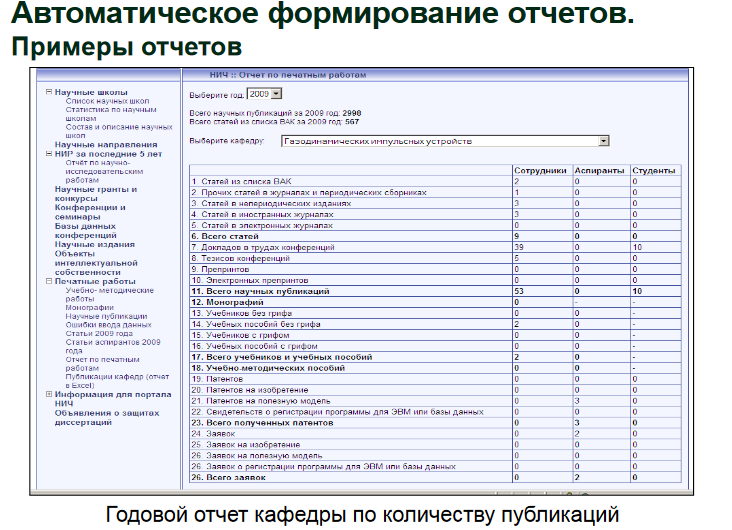 Автоматическое формирование отчетов.
Примеры отчетов
НИЧ :: Отчет по печатным работам
Научные школы
Список научных школ
Статистика по научным
школам
Состав и описание научных
школ
Научные направления
НИР за последние 5 лет
Отчёт по научно-
исследовательским
работам
Научные гранты и
конкурсы
Конференции и
семинары
Базы данных
конференций
Научные издания
Объекты
интеллектуальной
собственности
Печатные работы
Учебно- методические
работы
Монографии
Научные публикации
Ошибки ввода данных
Статьи 2009 года
Статьи аспирантов 2009
года
Отчет по печатным
работам
Публикации кафедр (отчет
в Excel)
Информация для портала
НИЧ
Объявления о защитах
диссертаций
Выберите год: 2009
Всего научных публикаций за 2009 год: 2998
Всего статей из списка ВАК за 2009 год: 567
Выберите кафедру: Газодинамических импульсных устройств
Сотрудники Аспиранты Студенты
1. Статей из списка ВАК 2 0 0
2. Прочих статей в журналах и периодических сборниках 1 0 0
3. Статей в непериодических изданиях 3 0 0
4. Статей в иностранных журналах 3 0 0
5. Статей в электронных журналах 0 0 0
6. Всего статей 9 0 0
7. Докладов в трудах конференций 39 0 10
8. Тезисов конференций 5 0 0
9. Препринтов 0 0 0
10. Электронных препринтов 0 0 0
11. Всего научных публикаций 53 0 10
12. Монографий 0 - -
13. Учебников без грифа 0 0 -
14. Учебных пособий без грифа 2 0 -
15. Учебников с грифом 0 0 -
16. Учебных пособий с грифом 0 0 -
17. Всего учебников и учебных пособий 2 0 -
18. Учебно-методических пособий 0 0 -
19. Патентов 0 0 0
20. Патентов на изобретение 0 0 0
21. Патентов на полезную модель 0 3 0
22. Свидетельств о регистрации программы для ЭВМ или базы данных 0 0 0
23. Всего полученных патентов 0 3 0
24. Заявок 0 2 0
25. Заявок на изобретение 0 0 0
26. Заявок на полезную модель 0 0 0
26. Заявок о регистрации программы для ЭВМ или базы данных 0 0 0
26. Всего заявок 0 2 0
Годовой отчет кафедры по количеству публикаций